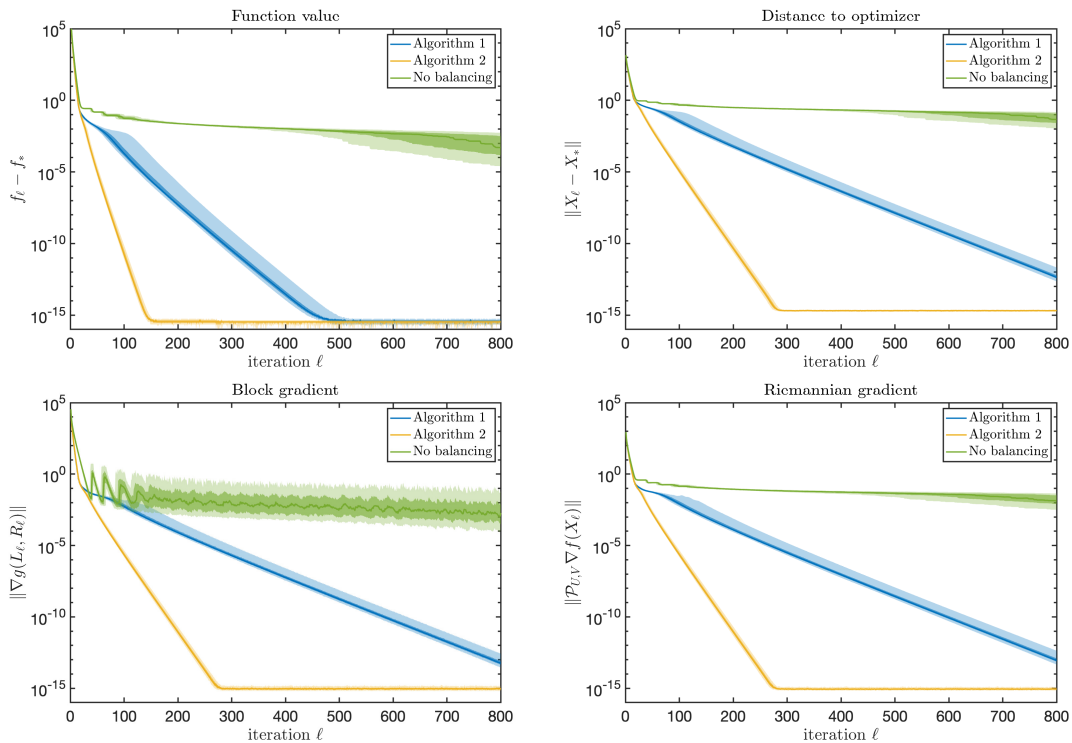 Function value
10^5
10^0
10^-5
10^-10
10^-15
f_ℓ − f_*
0 100 200 300 400 500 600 700 800
iteration ℓ
Algorithm 1
Algorithm 2
No balancing
Distance to optimizer
10^5
10^0
10^-5
10^-10
10^-15
‖X_ℓ − X_*‖
0 100 200 300 400 500 600 700 800
iteration ℓ
Algorithm 1
Algorithm 2
No balancing
Block gradient
10^5
10^0
10^-5
10^-10
10^-15
‖∇g(L_ℓ, R_ℓ)‖
0 100 200 300 400 500 600 700 800
iteration ℓ
Algorithm 1
Algorithm 2
No balancing
Riemannian gradient
10^5
10^0
10^-5
10^-10
10^-15
‖𝒫_{U,V} ∇f(X_ℓ)‖
0 100 200 300 400 500 600 700 800
iteration ℓ
Algorithm 1
Algorithm 2
No balancing